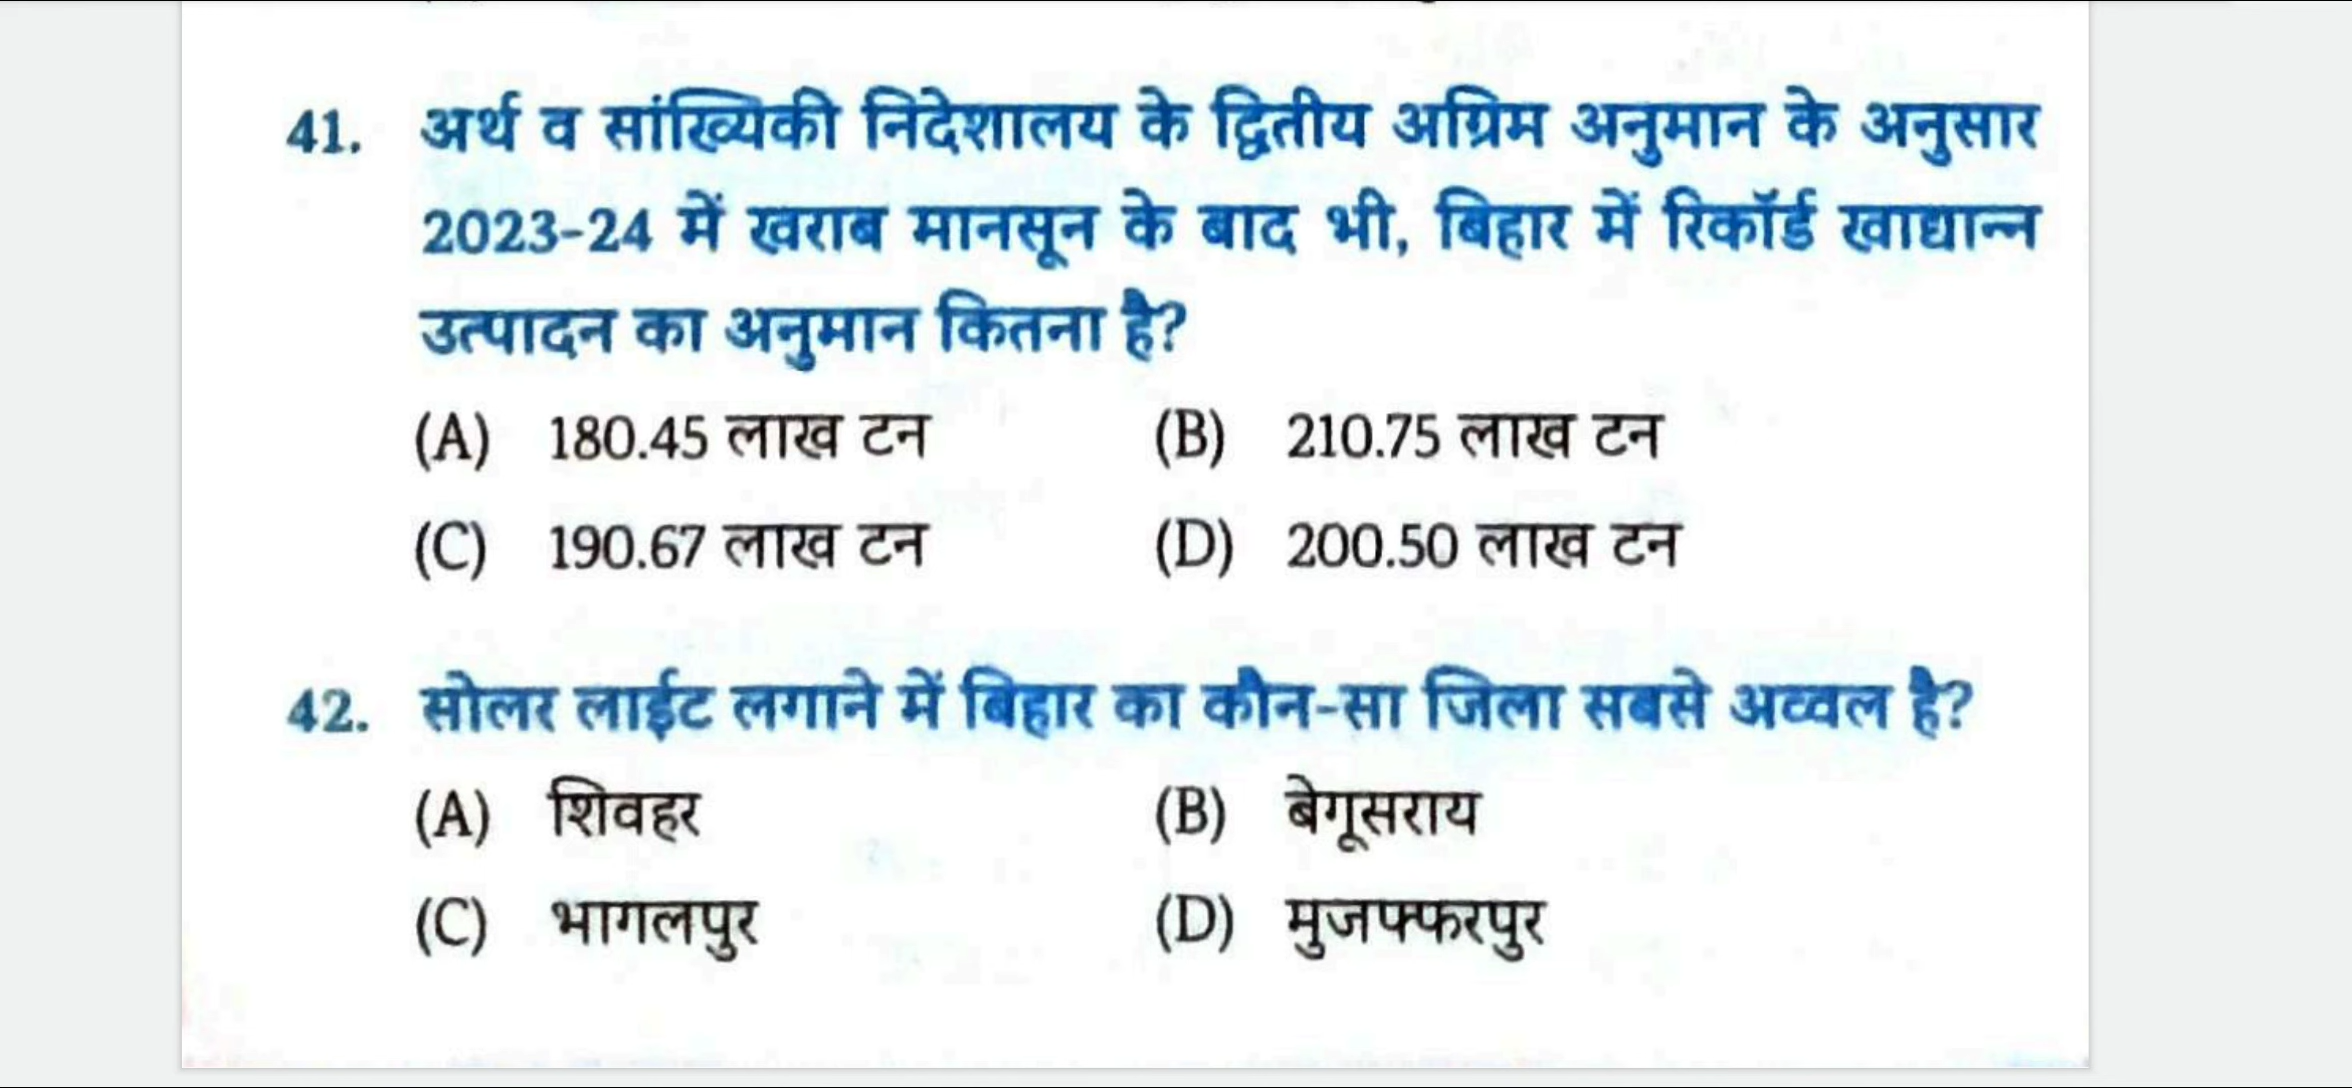 41. अर्थ व सांख्यिकी निदेशालय के द्वितीय अग्रिम अनुमान के अनुसार
2023-24 में खराब मानसून के बाद भी, बिहार में रिकॉर्ड खाद्यान्न
उत्पादन का अनुमान कितना है?
(A) 180.45 लाख टन (B) 210.75 लाख टन
(C) 190.67 लाख टन (D) 200.50 लाख टन
42. सोलर लाईट लगाने में बिहार का कौन-सा जिला सबसे अव्वल है?
(A) शिवहर (B) बेगूसराय
(C) भागलपुर (D) मुजफ्फरपुर